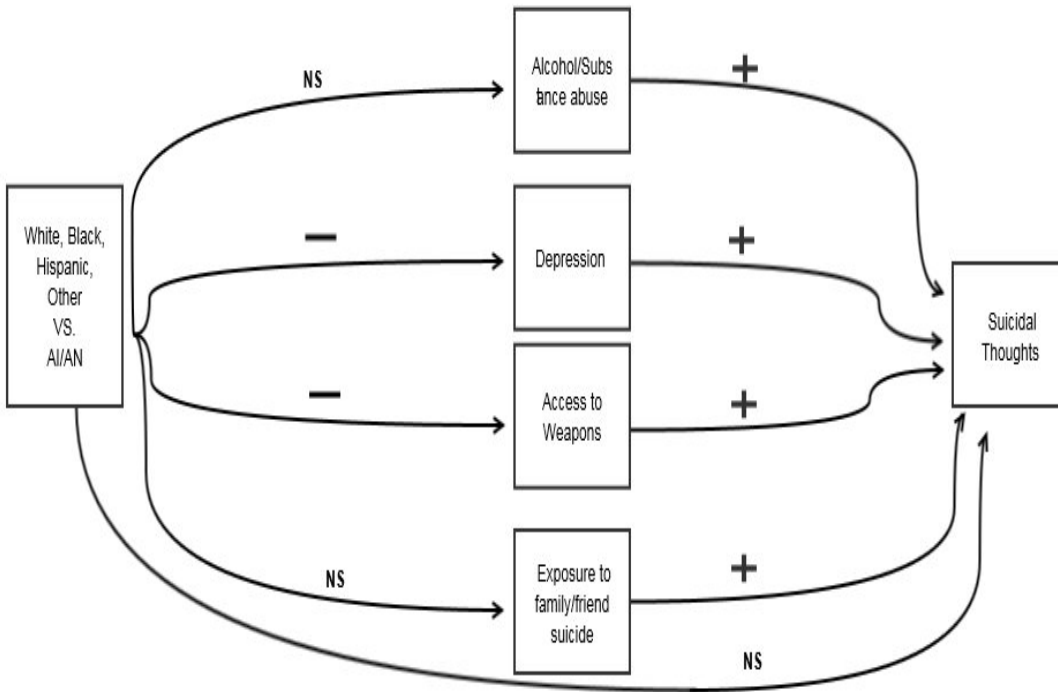 NS
Alcohol/Subs
tance abuse
+
White, Black,
Hispanic,
Other
VS.
AI/AN
−
Depression
+
Suicidal
Thoughts
−
Access to
Weapons
+
NS
Exposure to
family/friend
suicide
+
NS